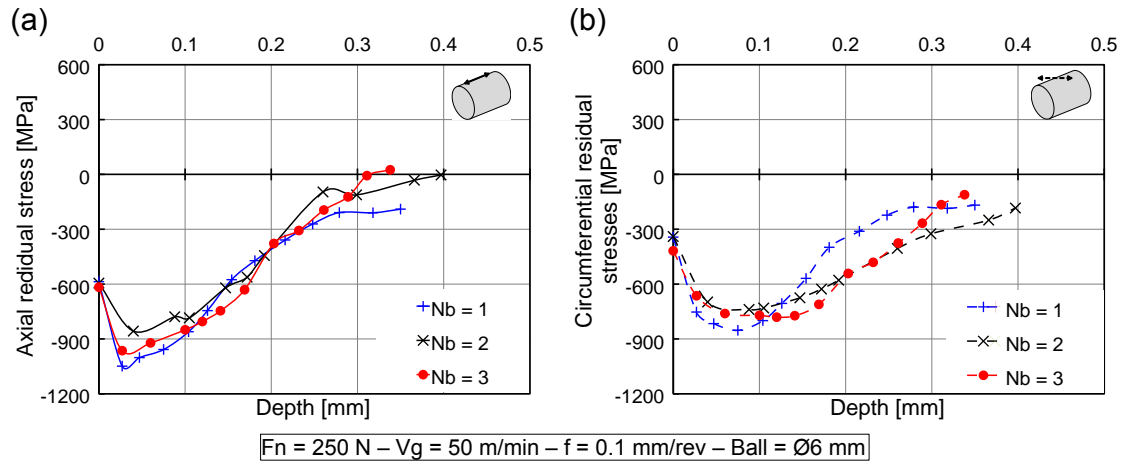 (a)
0 0.1 0.2 0.3 0.4 0.5
600
300
0
-300
-600
-900
-1200
Axial redidual stress [MPa]
Nb = 1
Nb = 2
Nb = 3
Depth [mm]
(b)
0 0.1 0.2 0.3 0.4 0.5
600
300
0
-300
-600
-900
-1200
Circumferential residual
stresses [MPa]
Nb = 1
Nb = 2
Nb = 3
Depth [mm]
Fn = 250 N – Vg = 50 m/min – f = 0.1 mm/rev – Ball = Ø6 mm